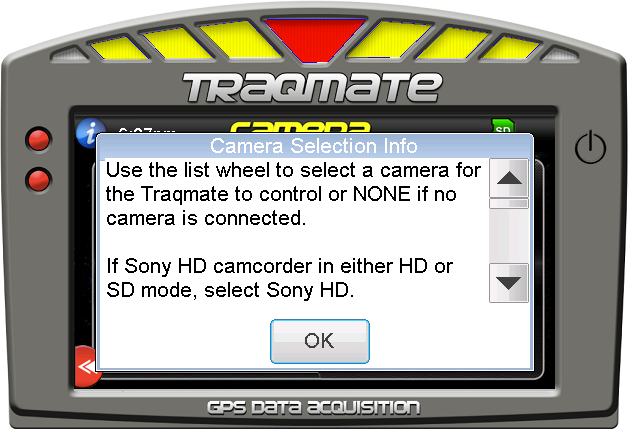 TRAQMATE
CAMERA
SD
Camera Selection Info
Use the list wheel to select a camera for
the Traqmate to control or NONE if no
camera is connected.
If Sony HD camcorder in either HD or
SD mode, select Sony HD.
OK
GPS DATA ACQUISITION